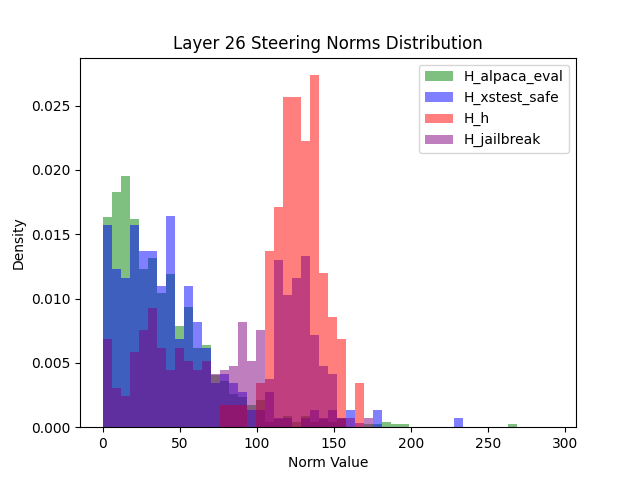 Layer 26 Steering Norms Distribution
H_alpaca_eval
H_xstest_safe
H_h
H_jailbreak
Density
0.025
0.020
0.015
0.010
0.005
0.000
0 50 100 150 200 250 300
Norm Value